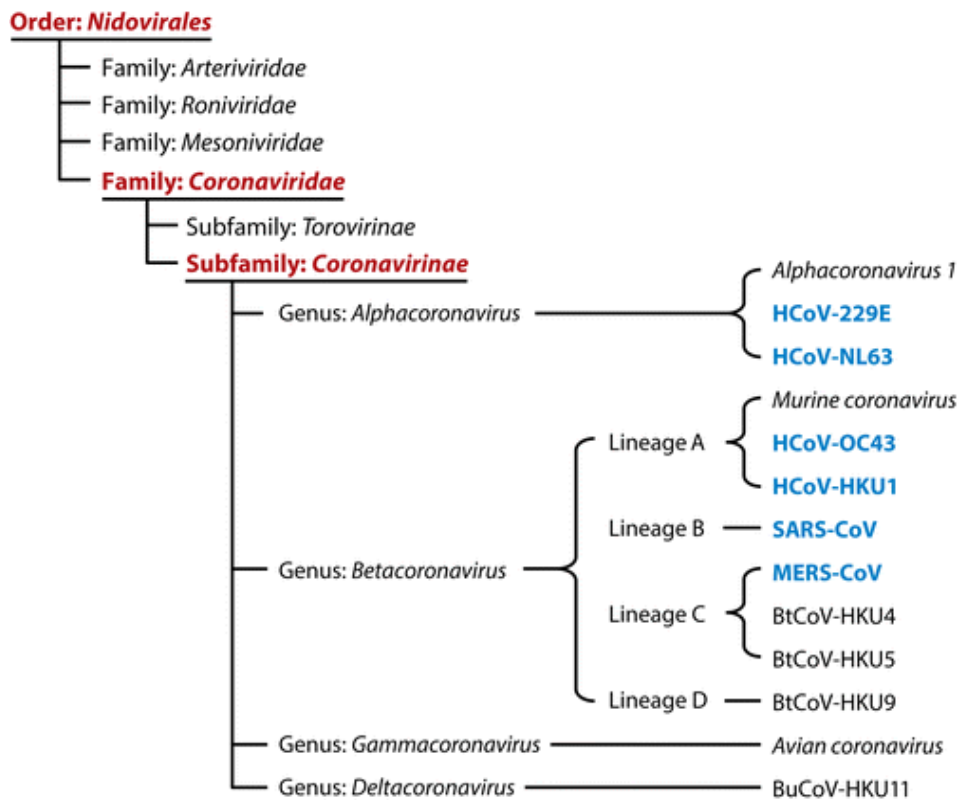 Order: Nidovirales
Family: Arteriviridae
Family: Roniviridae
Family: Mesoniviridae
Family: Coronaviridae
Subfamily: Torovirinae
Subfamily: Coronavirinae
Alphacoronavirus 1
Genus: Alphacoronavirus
HCoV-229E
HCoV-NL63
Murine coronavirus
Lineage A
HCoV-OC43
HCoV-HKU1
Lineage B
SARS-CoV
Genus: Betacoronavirus
MERS-CoV
Lineage C
BtCoV-HKU4
BtCoV-HKU5
Lineage D
BtCoV-HKU9
Genus: Gammacoronavirus
Avian coronavirus
Genus: Deltacoronavirus
BuCoV-HKU11